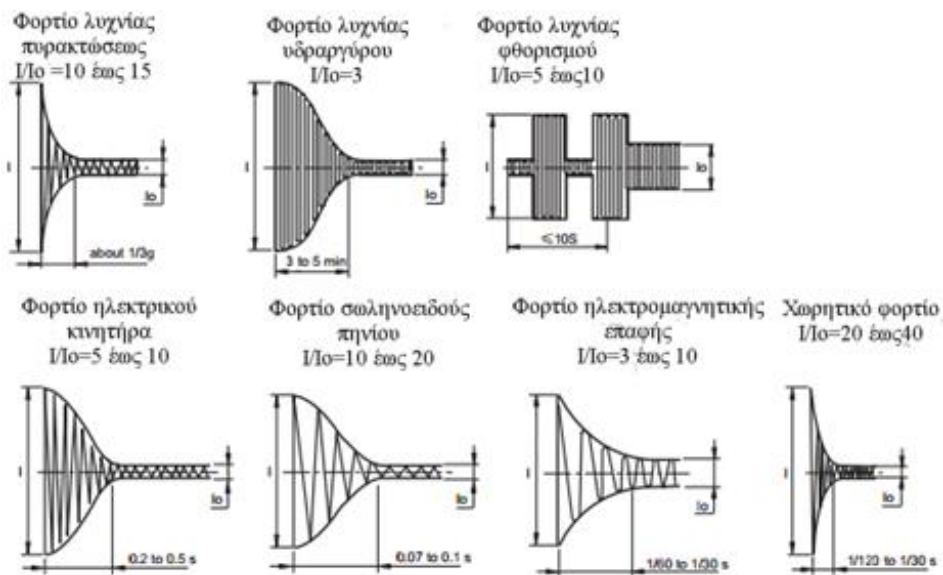 Φορτίο λυχνίας
πυρακτώσεως
I/Io =10 έως 15
I
Io
about 1/3g
Φορτίο λυχνίας
υδραργύρου
I/Io=3
I
Io
3 to 5 min
Φορτίο λυχνίας
φθορισμού
I/Io=5 έως10
I
Io
≤10S
Φορτίο ηλεκτρικού
κινητήρα
I/Io=5 έως 10
I
Io
0.2 to 0.5 s
Φορτίο σωληνοειδούς
πηνίου
I/Io=10 έως 20
I
Io
0.07 to 0.1 s
Φορτίο ηλεκτρομαγνητικής
επαφής
I/Io=3 έως 10
I
Io
1/60 to 1/30 s
Χωρητικό φορτίο
I/Io=20 έως40
I
Io
1/120 to 1/30 s